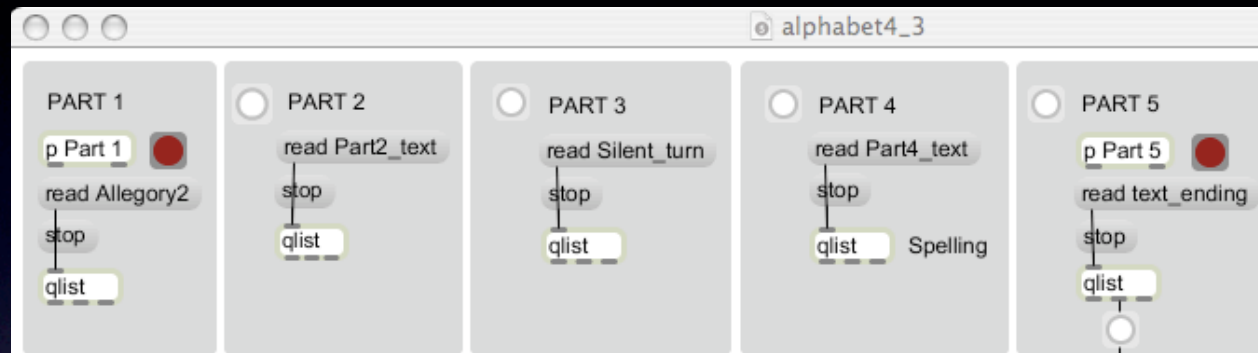 alphabet4_3
PART 1
p Part 1
read Allegory2
stop
qlist
PART 2
read Part2_text
stop
qlist
PART 3
read Silent_turn
stop
qlist
PART 4
read Part4_text
stop
qlist
Spelling
PART 5
p Part 5
read text_ending
stop
qlist